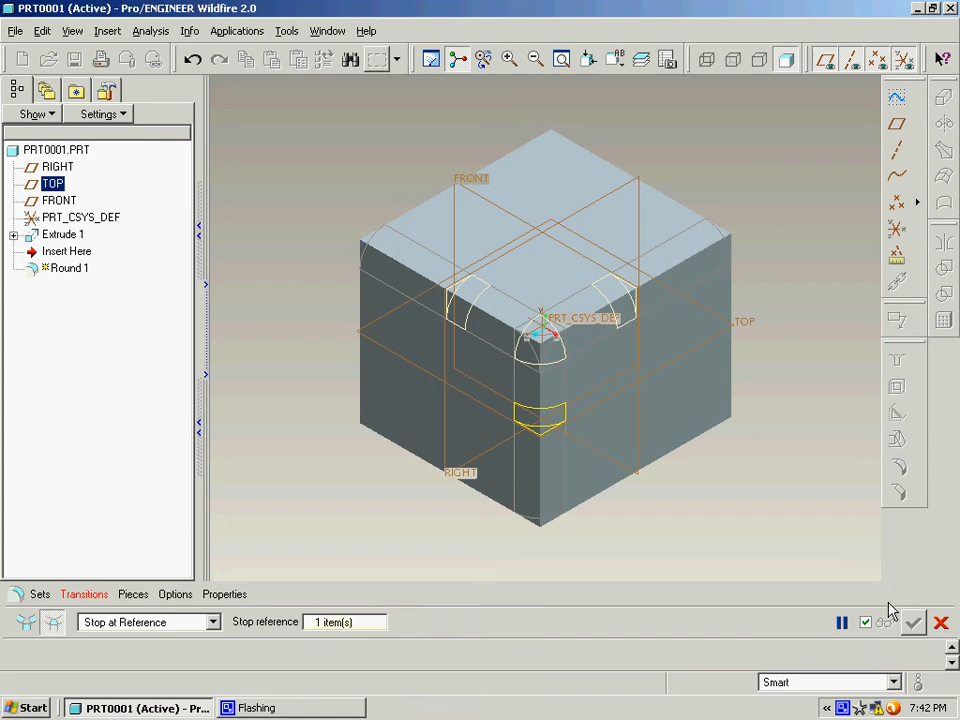 PRT0001 (Active) - Pro/ENGINEER Wildfire 2.0
File Edit View Insert Analysis Info Applications Tools Window Help
Show Settings
PRT0001.PRT
RIGHT
TOP
FRONT
PRT_CSYS_DEF
Extrude 1
Insert Here
Round 1
FRONT
PRT_CSYS_DEF
TOP
RIGHT
Sets Transitions Pieces Options Properties
Stop at Reference Stop reference 1 item(s)
Smart
Start PRT0001 (Active) - Pr... Flashing 7:42 PM